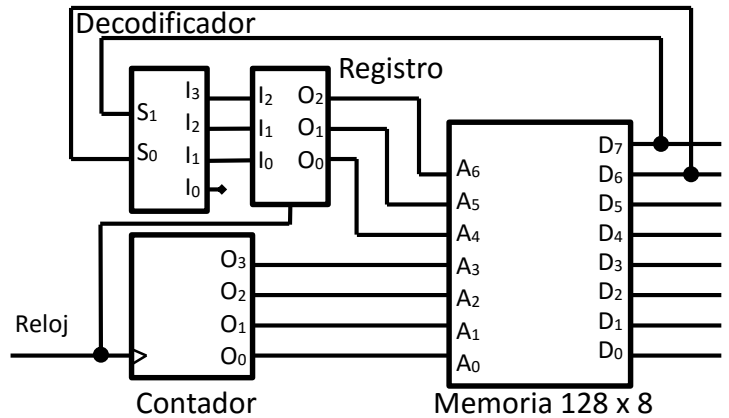 Decodificador
Registro
S1
S0
I3
I2
I1
I0
I2
I1
I0
O2
O1
O0
A6
A5
A4
A3
A2
A1
A0
D7
D6
D5
D4
D3
D2
D1
D0
O3
O2
O1
O0
Reloj
Contador
Memoria 128 x 8